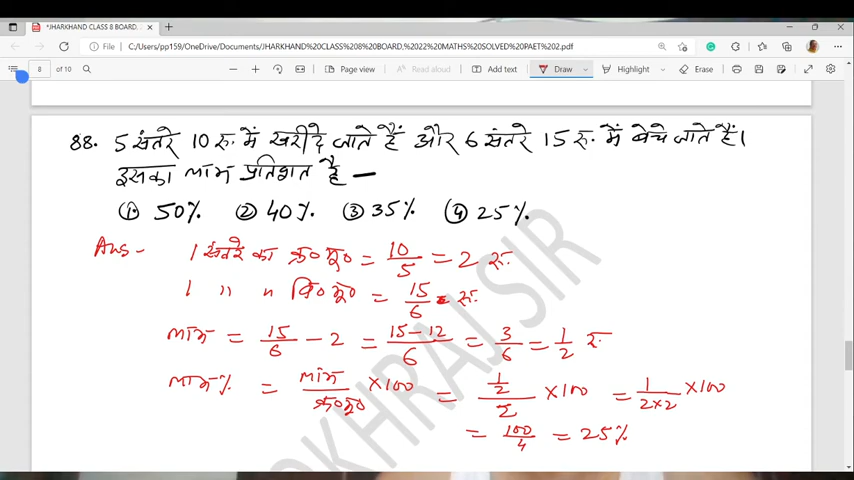 *JHARKHAND CLASS 8 BOARD, 2
File C:/Users/pp159/OneDrive/Documents/JHARKHAND%20CLASS%208%20BOARD,%2022%20MATHS%20SOLVED%20PAET%202.pdf
8 of 10 Page view Read aloud Add text Draw Highlight Erase
88. 5 संतरे 10 रु. में खरीदे जाते हैं और 6 संतरे 15 रु. में बेचे जाते हैं।
इसका लाभ प्रतिशत है —
① 50% ② 40% ③ 35% ④ 25%.
Ans - 1 संतरे का क्र०मू० = 10/5 = 2 रु.
1 " " वि०मू० = 15/6 रु.
लाभ = 15/6 - 2 = 15-12/6 = 3/6 = 1/2 रु
लाभ% = लाभ/क्र०मू० ×100 = 1/2/2 ×100 = 1/2×2 ×100
= 100/4 = 25%
KHRAJ SIR